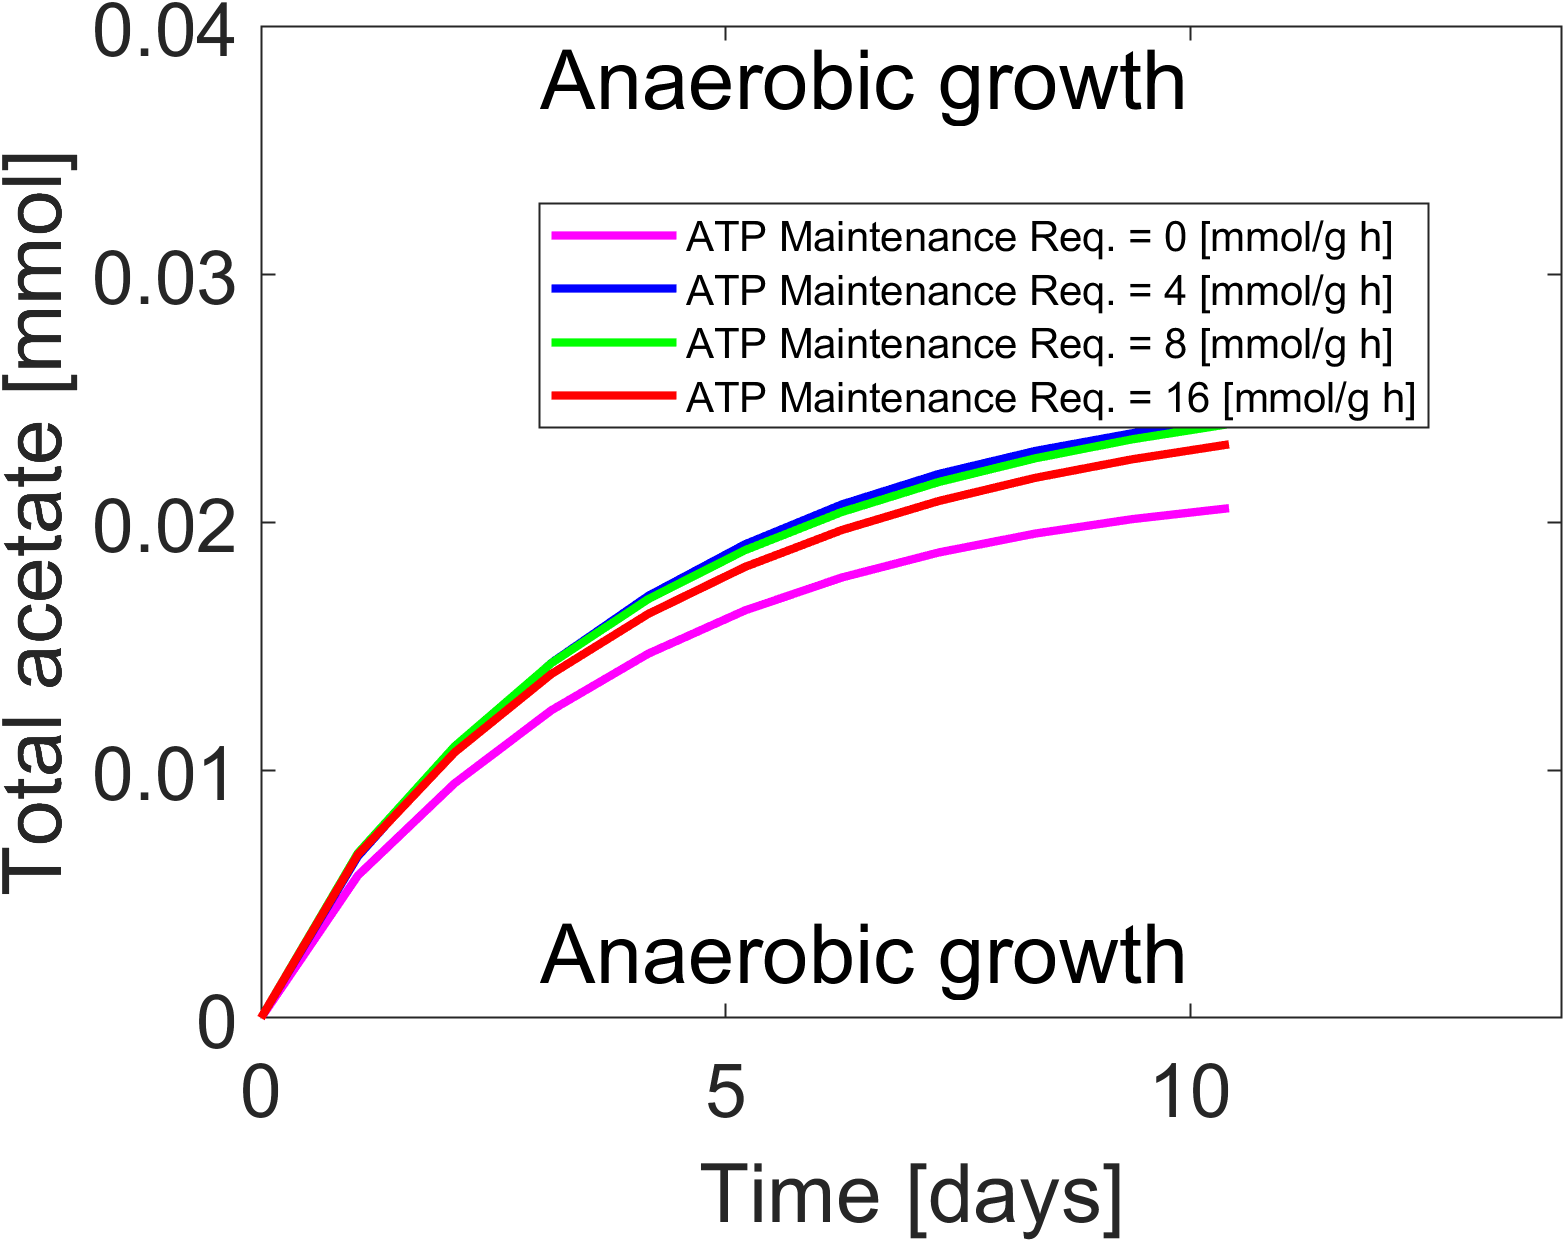 0.04
0.03
0.02
0.01
0
Total acetate [mmol]
Anaerobic growth
ATP Maintenance Req. = 0 [mmol/g h]
ATP Maintenance Req. = 4 [mmol/g h]
ATP Maintenance Req. = 8 [mmol/g h]
ATP Maintenance Req. = 16 [mmol/g h]
Anaerobic growth
0 5 10
Time [days]